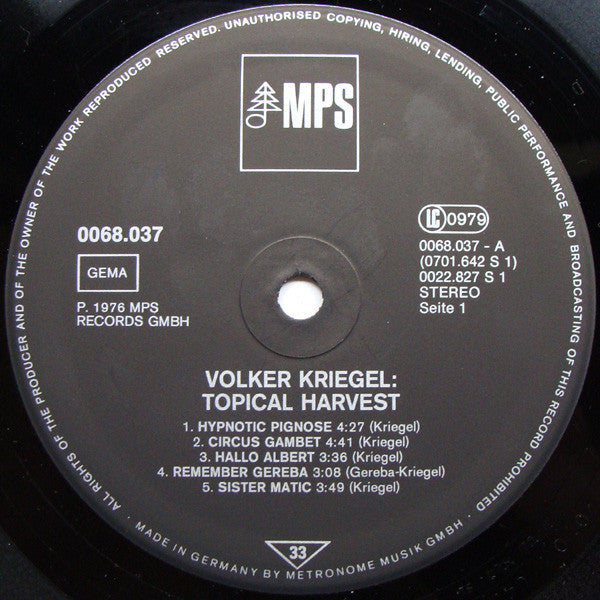 ALL RIGHTS OF THE PRODUCER AND OF THE OWNER OF THE WORK REPRODUCED RESERVED. UNAUTHORISED COPYING, HIRING, LENDING, PUBLIC PERFORMANCE AND BROADCASTING OF THIS RECORD PROHIBITED
MPS
0068.037
GEMA
P. 1976 MPS
RECORDS GMBH
LC 0979
0068.037 - A
(0701.642 S 1)
0022.827 S 1
STEREO
Seite 1
VOLKER KRIEGEL:
TOPICAL HARVEST
1. HYPNOTIC PIGNOSE 4:27 (Kriegel)
2. CIRCUS GAMBET 4:41 (Kriegel)
3. HALLO ALBERT 3:36 (Kriegel)
4. REMEMBER GEREBA 3:08 (Gereba-Kriegel)
5. SISTER MATIC 3:49 (Kriegel)
33
· MADE IN GERMANY BY METRONOME MUSIK GMBH ·